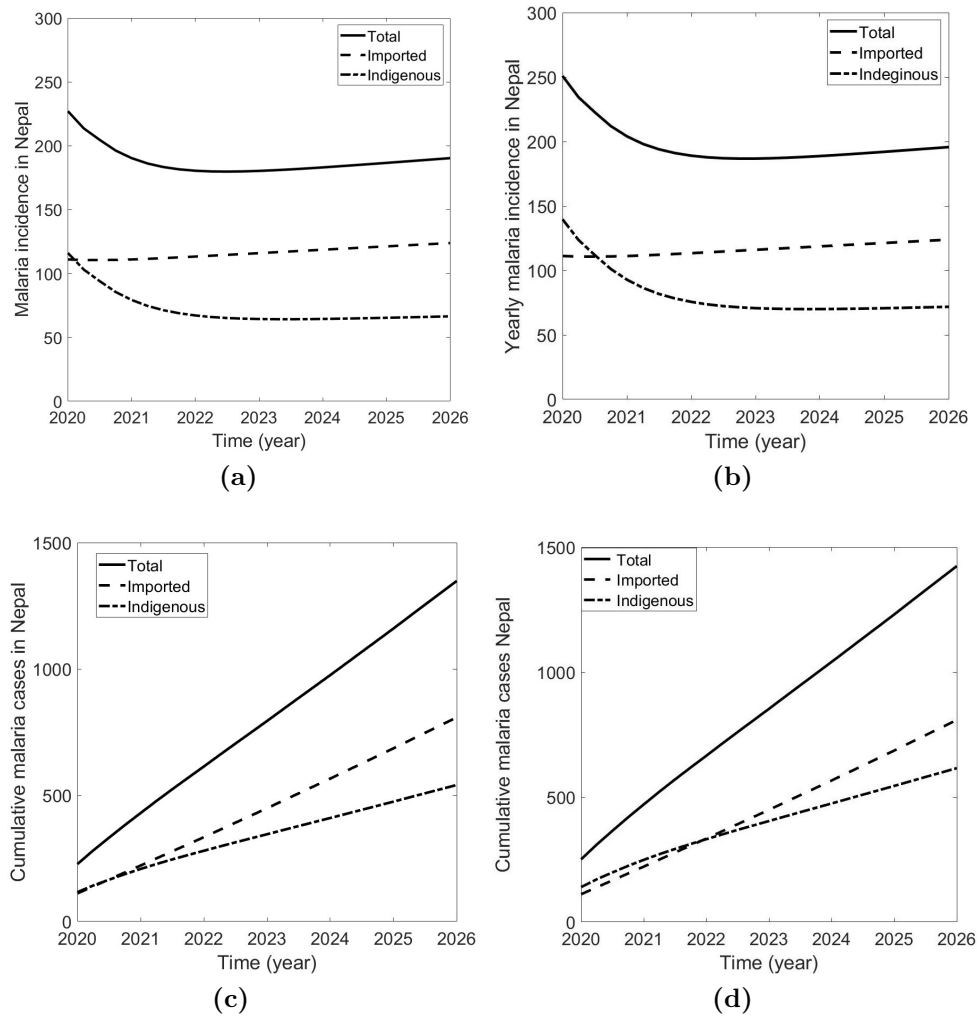 Malaria incidence in Nepal
300
250
200
150
100
50
0
Total
Imported
Indigenous
2020 2021 2022 2023 2024 2025 2026
Time (year)
(a)
Yearly malaria incidence in Nepal
300
250
200
150
100
50
0
Total
Imported
Indeginous
2020 2021 2022 2023 2024 2025 2026
Time (year)
(b)
Cumulative malaria cases in Nepal
1500
1000
500
0
Total
Imported
Indigenous
2020 2021 2022 2023 2024 2025 2026
Time (year)
(c)
Cumulative malaria cases Nepal
1500
1000
500
0
Total
Imported
Indigenous
2020 2021 2022 2023 2024 2025 2026
Time (year)
(d)